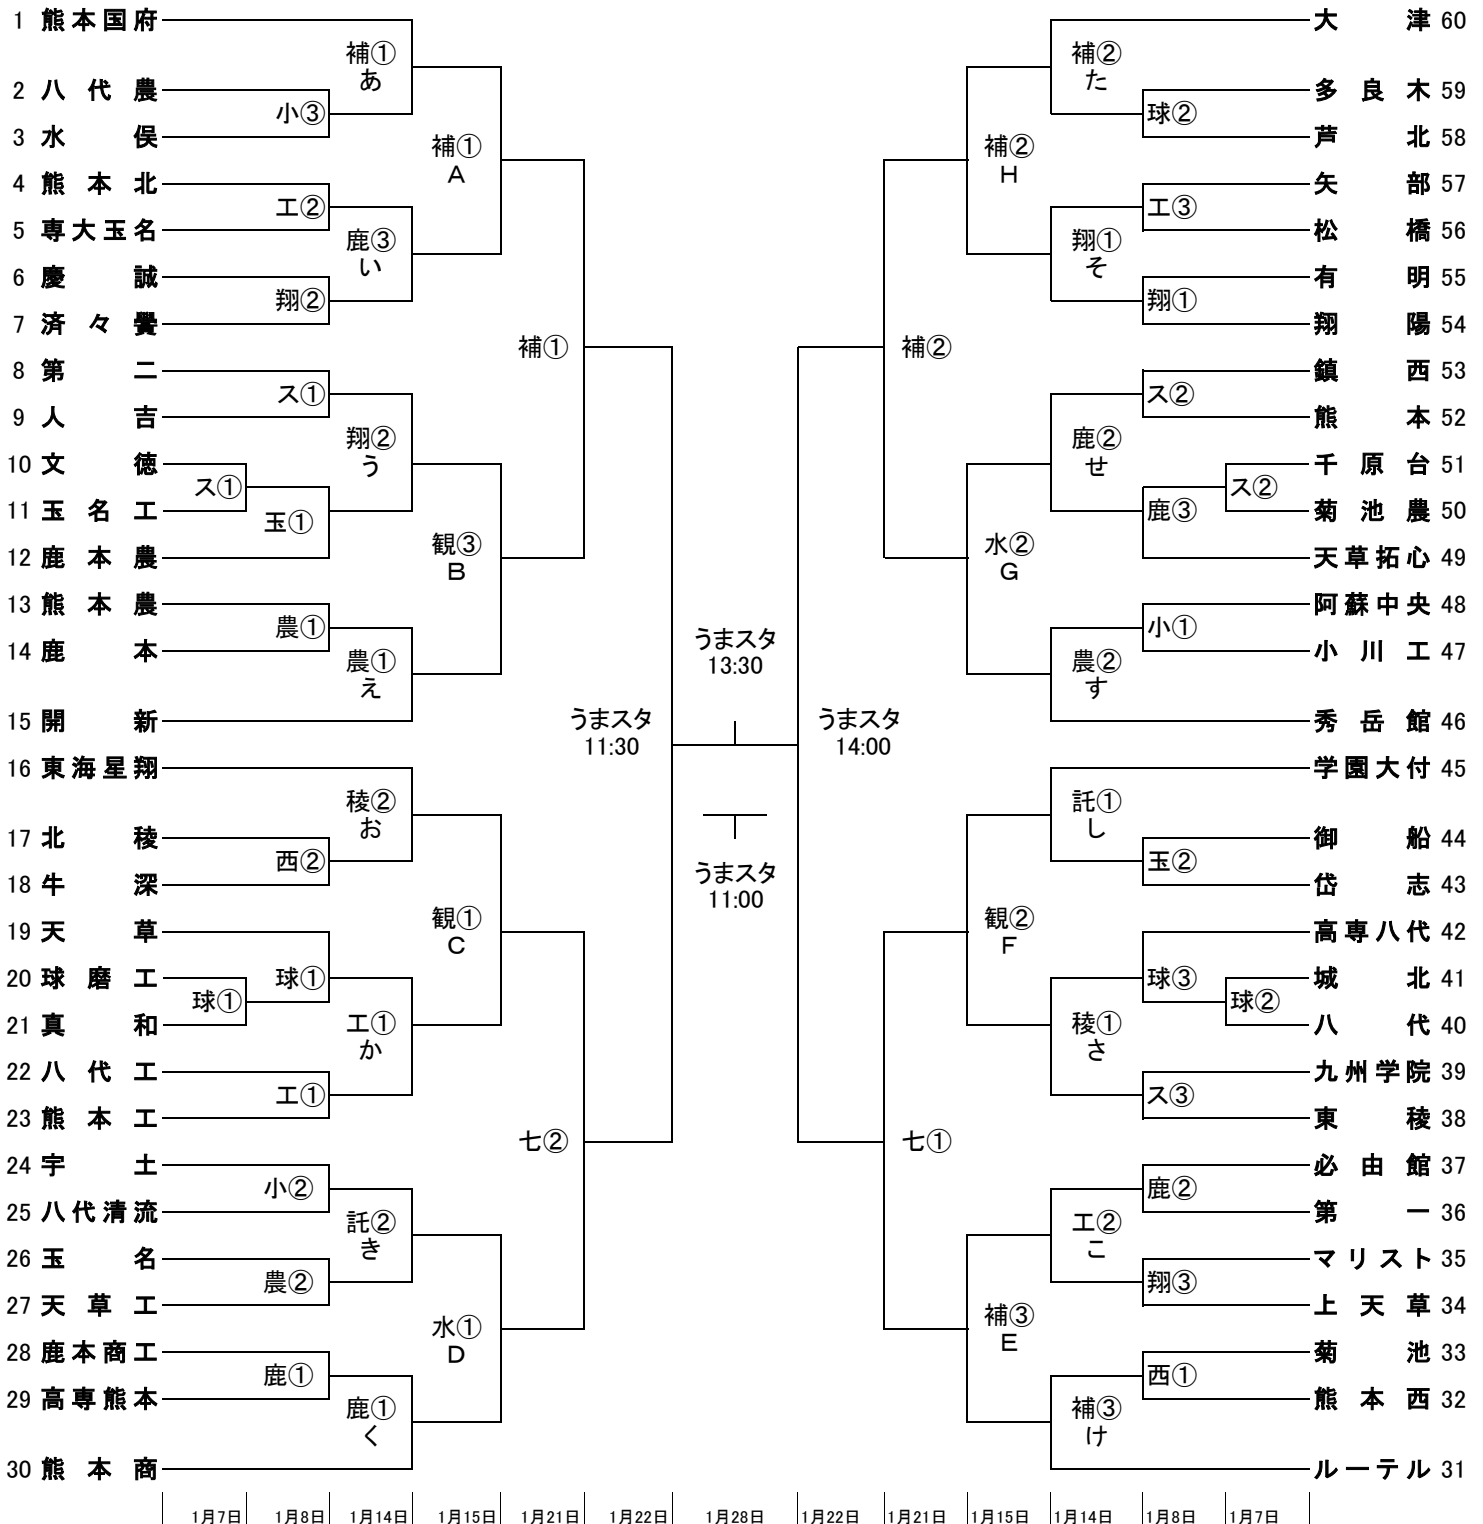 1 熊本国府
補①
あ
2 八代農
小③
3 水俣
補①
A
4 熊本北
工②
5 専大玉名
鹿③
い
6 慶誠
翔②
7 済々黌
補①
8 第二
ス①
9 人吉
翔②
う
10 文徳
ス①
11 玉名工
玉①
12 鹿本農
観③
B
13 熊本農
農①
14 鹿本
農①
え
15 開新
うまスタ
11:30
16 東海星翔
稜②
お
17 北稜
西②
18 牛深
19 天草
観①
C
20 球磨工
球①
球①
21 真和
工①
か
22 八代工
工①
23 熊本工
七②
24 宇土
小②
25 八代清流
託②
き
26 玉名
農②
27 天草工
水①
D
28 鹿本商工
鹿①
29 高専熊本
鹿①
く
30 熊本商
うまスタ
13:30
うまスタ
11:00
大津 60
補②
た
多良木 59
球②
芦北 58
補②
H
矢部 57
工③
松橋 56
翔①
そ
有明 55
翔①
翔陽 54
補②
鎮西 53
ス②
熊本 52
鹿②
せ
千原台 51
ス②
鹿③
菊池農 50
天草拓心 49
水②
G
阿蘇中央 48
小①
小川工 47
農②
す
秀岳館 46
うまスタ
14:00
学園大付 45
託①
し
御船 44
玉②
岱志 43
観②
F
高専八代 42
球③
城北 41
球②
八代 40
稜①
さ
九州学院 39
ス③
東稜 38
七①
必由館 37
鹿②
第一 36
工②
こ
マリスト 35
翔③
上天草 34
補③
E
菊池 33
西①
熊本西 32
補③
け
ルーテル 31
1月7日 1月8日 1月14日 1月15日 1月21日 1月22日 1月28日 1月22日 1月21日 1月15日 1月14日 1月8日 1月7日